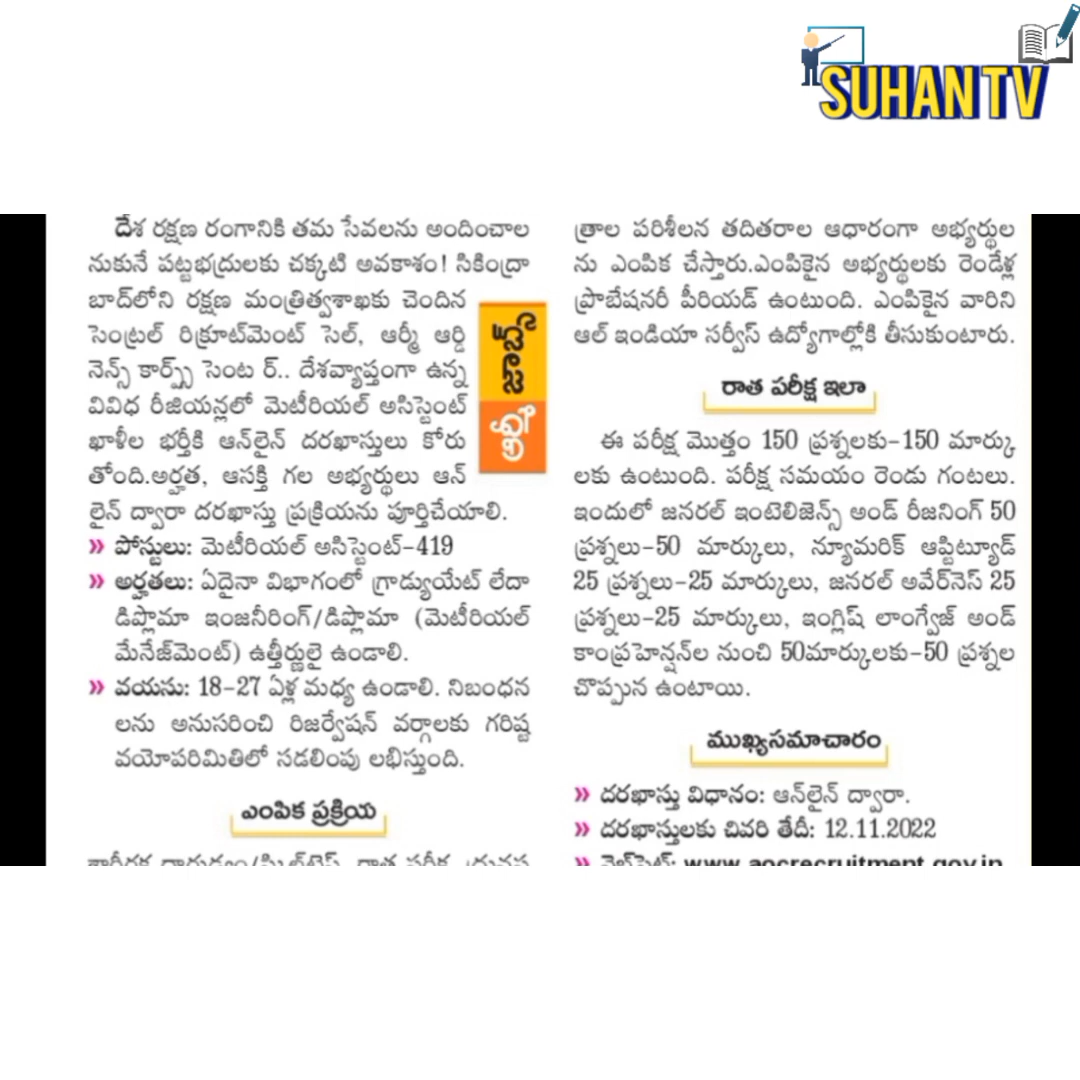 SUHAN TV
దేశ రక్షణ రంగానికి తమ సేవలను అందించాల
నుకునే పట్టభద్రులకు చక్కటి అవకాశం! సికింద్రా
బాద్‌లోని రక్షణ మంత్రిత్వశాఖకు చెందిన
సెంట్రల్ రిక్రూట్‌మెంట్ సెల్, ఆర్మీ ఆర్డి
నెన్స్ కార్ప్స్ సెంట ర్.. దేశవ్యాప్తంగా ఉన్న
వివిధ రీజియన్లలో మెటీరియల్ అసిస్టెంట్
ఖాళీల భర్తీకి ఆన్‌లైన్ దరఖాస్తులు కోరు
తోంది.అర్హత, ఆసక్తి గల అభ్యర్థులు ఆన్
లైన్ ద్వారా దరఖాస్తు ప్రక్రియను పూర్తిచేయాలి.
» పోస్టులు: మెటీరియల్ అసిస్టెంట్-419
» అర్హతలు: ఏదైనా విభాగంలో గ్రాడ్యుయేట్ లేదా
డిప్లొమా ఇంజనీరింగ్/డిప్లొమా (మెటీరియల్
మేనేజ్‌మెంట్) ఉత్తీర్ణులై ఉండాలి.
» వయసు: 18-27 ఏళ్ల మధ్య ఉండాలి. నిబంధన
లను అనుసరించి రిజర్వేషన్ వర్గాలకు గరిష్ట
వయోపరిమితిలో సడలింపు లభిస్తుంది.
ఎంపిక ప్రక్రియ
జాబ్స్
త్రాల పరిశీలన తదితరాల ఆధారంగా అభ్యర్థుల
ను ఎంపిక చేస్తారు.ఎంపికైన అభ్యర్థులకు రెండేళ్ల
ప్రొబేషనరీ పీరియడ్ ఉంటుంది. ఎంపికైన వారిని
ఆల్ ఇండియా సర్వీస్ ఉద్యోగాల్లోకి తీసుకుంటారు.
రాత పరీక్ష ఇలా
ఈ పరీక్ష మొత్తం 150 ప్రశ్నలకు-150 మార్కు
లకు ఉంటుంది. పరీక్ష సమయం రెండు గంటలు.
ఇందులో జనరల్ ఇంటెలిజెన్స్ అండ్ రీజనింగ్ 50
ప్రశ్నలు-50 మార్కులు, న్యూమరిక్ ఆప్టిట్యూడ్
25 ప్రశ్నలు-25 మార్కులు, జనరల్ అవేర్‌నెస్ 25
ప్రశ్నలు-25 మార్కులు, ఇంగ్లిష్ లాంగ్వేజ్ అండ్
కాంప్రహెన్షన్‌ల నుంచి 50మార్కులకు-50 ప్రశ్నల
చొప్పున ఉంటాయి.
ముఖ్యసమాచారం
» దరఖాస్తు విధానం: ఆన్‌లైన్ ద్వారా.
» దరఖాస్తులకు చివరి తేదీ: 12.11.2022
» వెబ్‌సైట్: www.aocrecruitment.gov.in